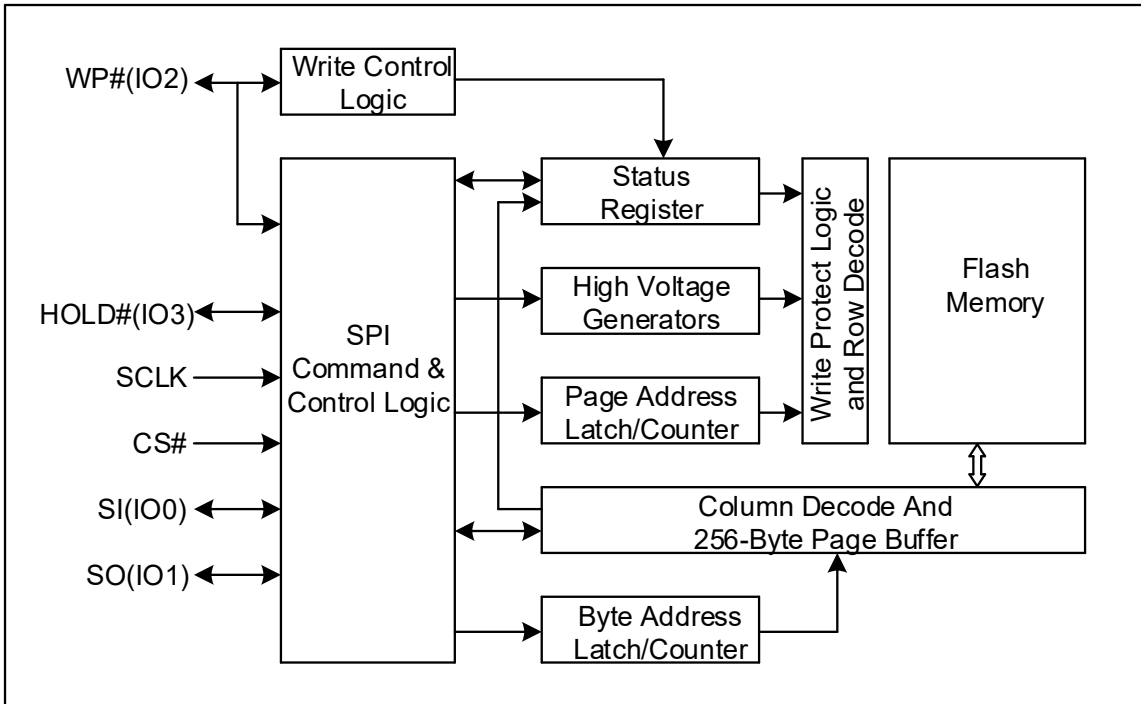 WP#(IO2)
Write Control
Logic
Status
Register
Write Protect Logic
and Row Decode
Flash
Memory
High Voltage
Generators
HOLD#(IO3)
SPI
Command &
Control Logic
SCLK
Page Address
Latch/Counter
CS#
SI(IO0)
Column Decode And
256-Byte Page Buffer
SO(IO1)
Byte Address
Latch/Counter